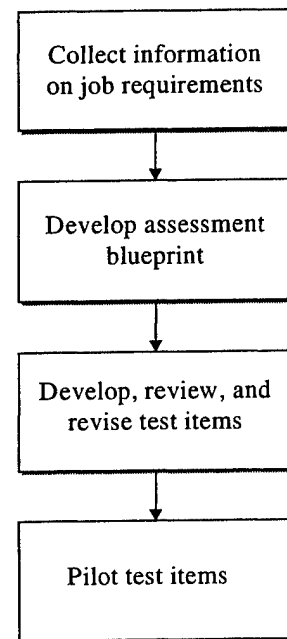 Collect information
on job requirements
Develop assessment
blueprint
Develop, review, and
revise test items
Pilot test items